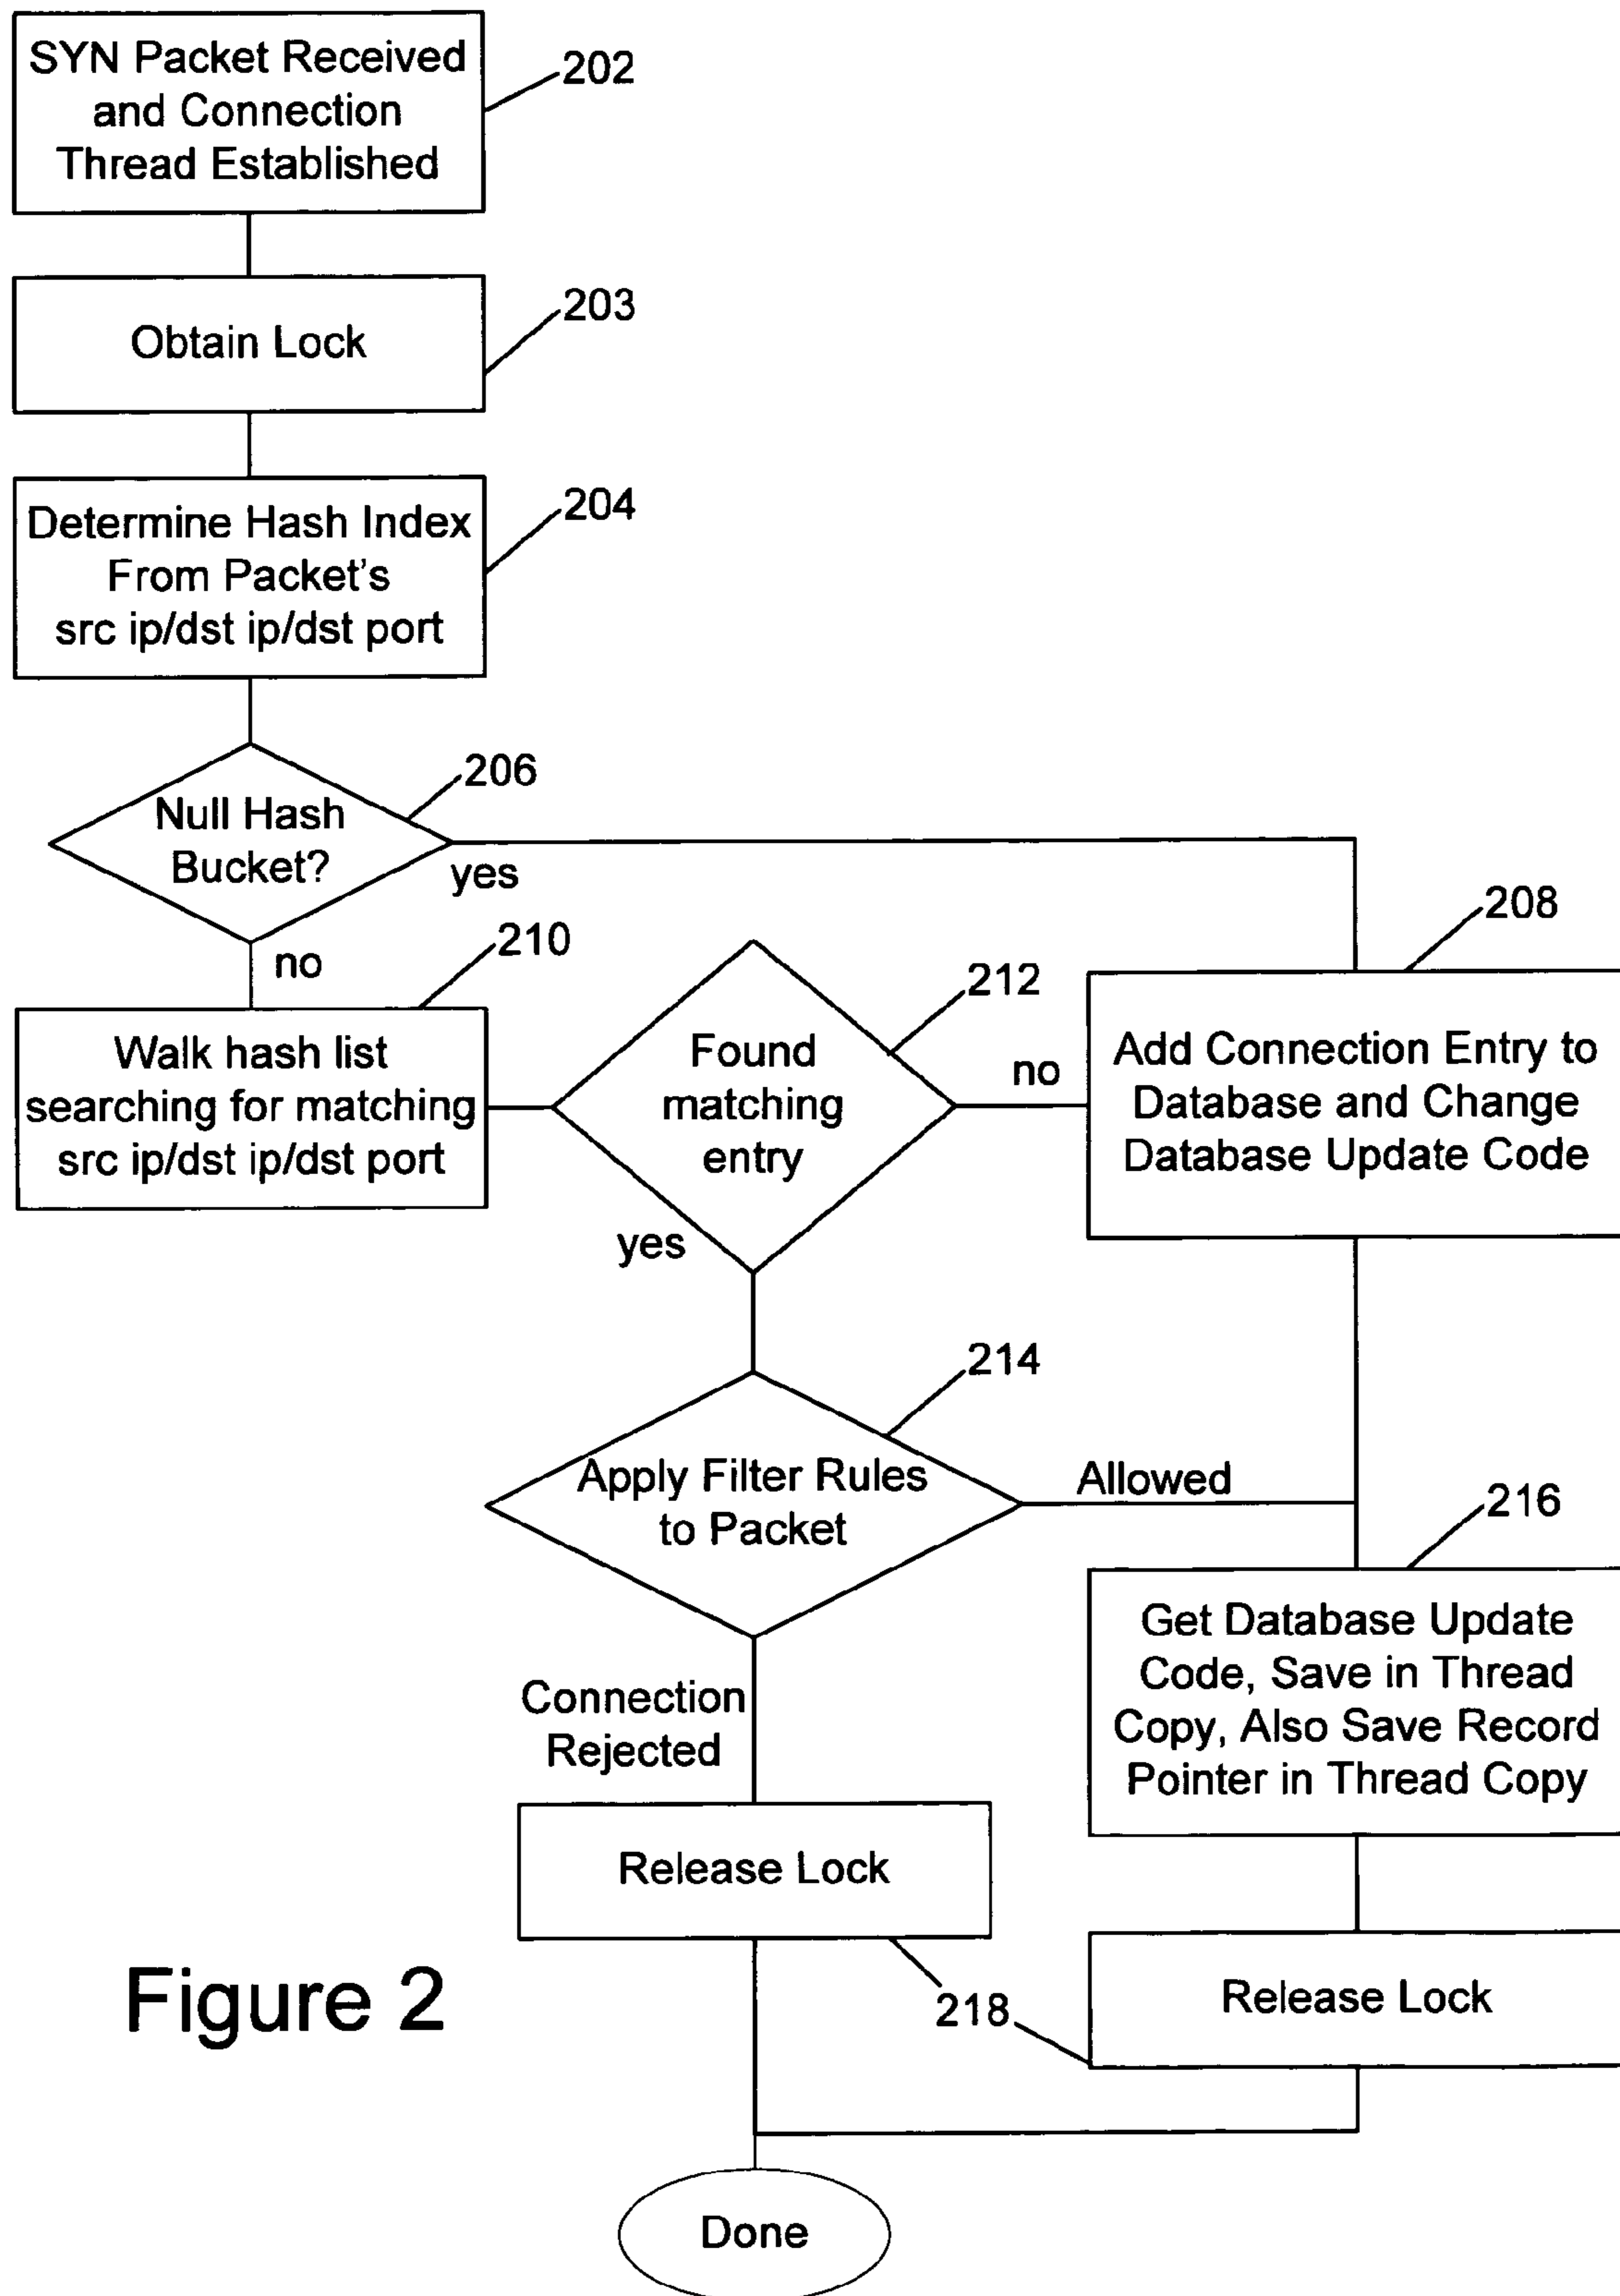 SYN Packet Received
and Connection
Thread Established
202
Obtain Lock
203
Determine Hash Index
From Packet's
src ip/dst ip/dst port
204
Null Hash
Bucket?
206
yes
no
208
Add Connection Entry to
Database and Change
Database Update Code
210
Walk hash list
searching for matching
src ip/dst ip/dst port
212
Found
matching
entry
no
yes
214
Apply Filter Rules
to Packet
Allowed
Connection
Rejected
216
Get Database Update
Code, Save in Thread
Copy, Also Save Record
Pointer in Thread Copy
Release Lock
218
Release Lock
Figure 2
Done